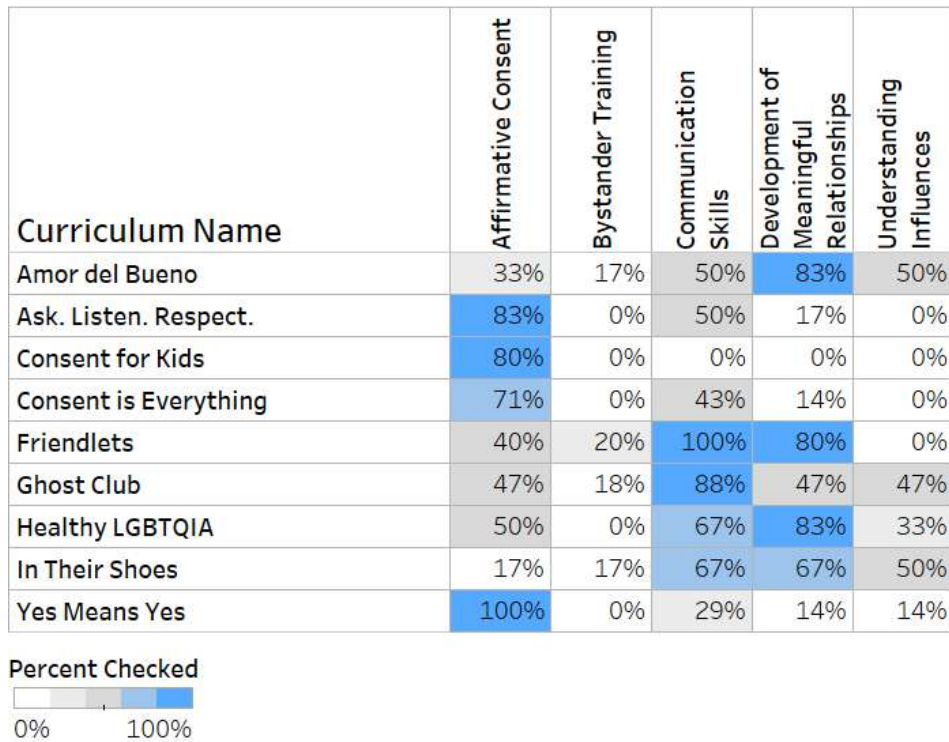 Curriculum Name
Affirmative Consent
Bystander Training
Communication
Skills
Development of
Meaningful
Relationships
Understanding
Influences
Amor del Bueno 33% 17% 50% 83% 50%
Ask. Listen. Respect. 83% 0% 50% 17% 0%
Consent for Kids 80% 0% 0% 0% 0%
Consent is Everything 71% 0% 43% 14% 0%
Friendlets 40% 20% 100% 80% 0%
Ghost Club 47% 18% 88% 47% 47%
Healthy LGBTQIA 50% 0% 67% 83% 33%
In Their Shoes 17% 17% 67% 67% 50%
Yes Means Yes 100% 0% 29% 14% 14%
Percent Checked
0% 100%